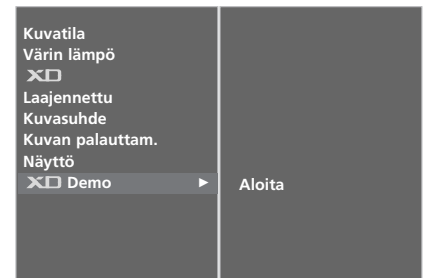 Kuvatila
Värin lämpö
XD
Laajennettu
Kuvasuhde
Kuvan palauttam.
Näyttö
XD Demo ► Aloita